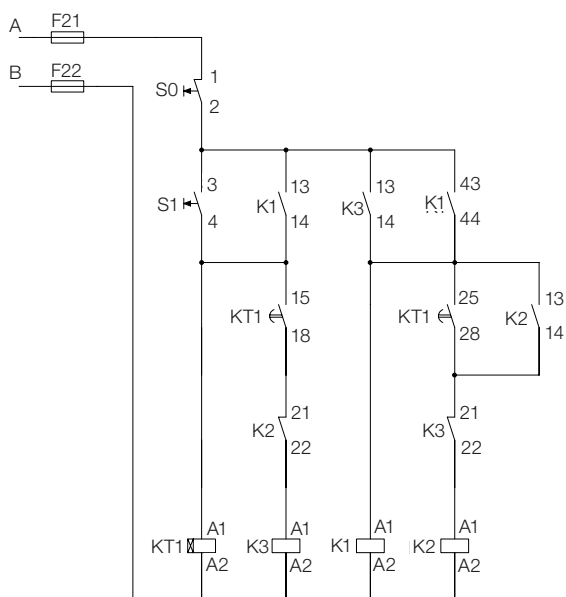 A F21
B F22
S0 1
2
S1 3
4
K1 13
14
K3 13
14
K1 43
44
KT1 15
18
KT1 25
28
K2 13
14
K2 21
22
K3 21
22
KT1 A1
A2
K3 A1
A2
K1 A1
A2
K2 A1
A2